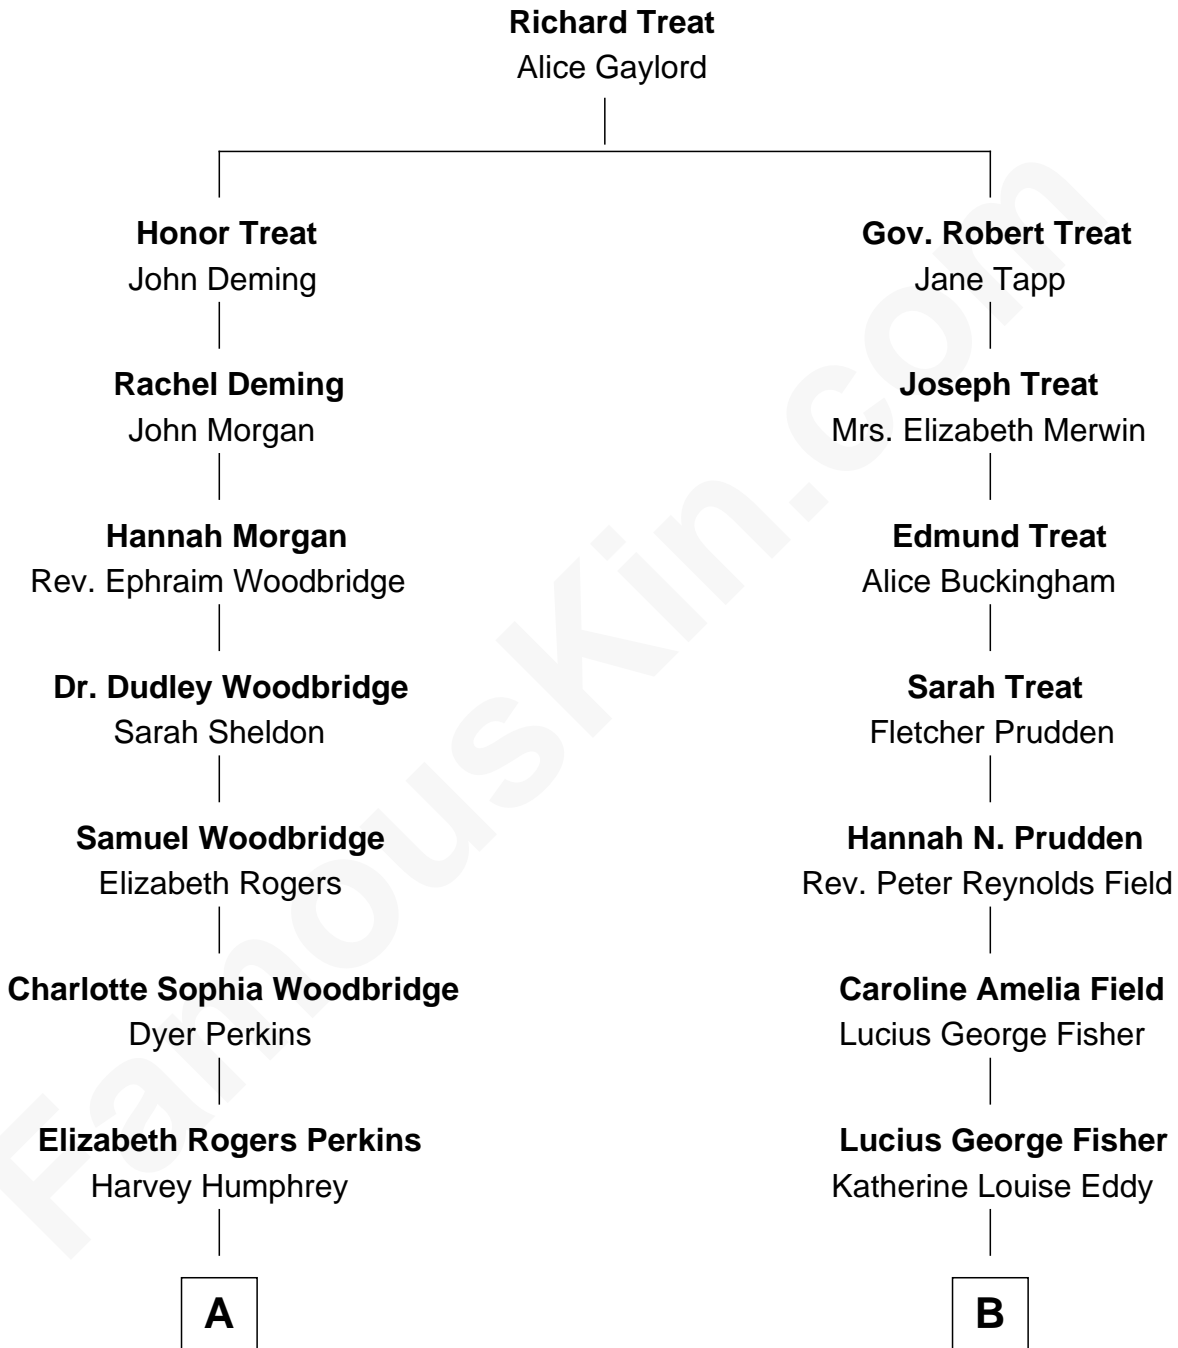 Richard Treat
Alice Gaylord
Honor Treat
John Deming
Gov. Robert Treat
Jane Tapp
Rachel Deming
John Morgan
Joseph Treat
Mrs. Elizabeth Merwin
Hannah Morgan
Rev. Ephraim Woodbridge
Edmund Treat
Alice Buckingham
Dr. Dudley Woodbridge
Sarah Sheldon
Sarah Treat
Fletcher Prudden
Samuel Woodbridge
Elizabeth Rogers
Hannah N. Prudden
Rev. Peter Reynolds Field
Charlotte Sophia Woodbridge
Dyer Perkins
Caroline Amelia Field
Lucius George Fisher
Elizabeth Rogers Perkins
Harvey Humphrey
Lucius George Fisher
Katherine Louise Eddy
A
B
FamousKin.com